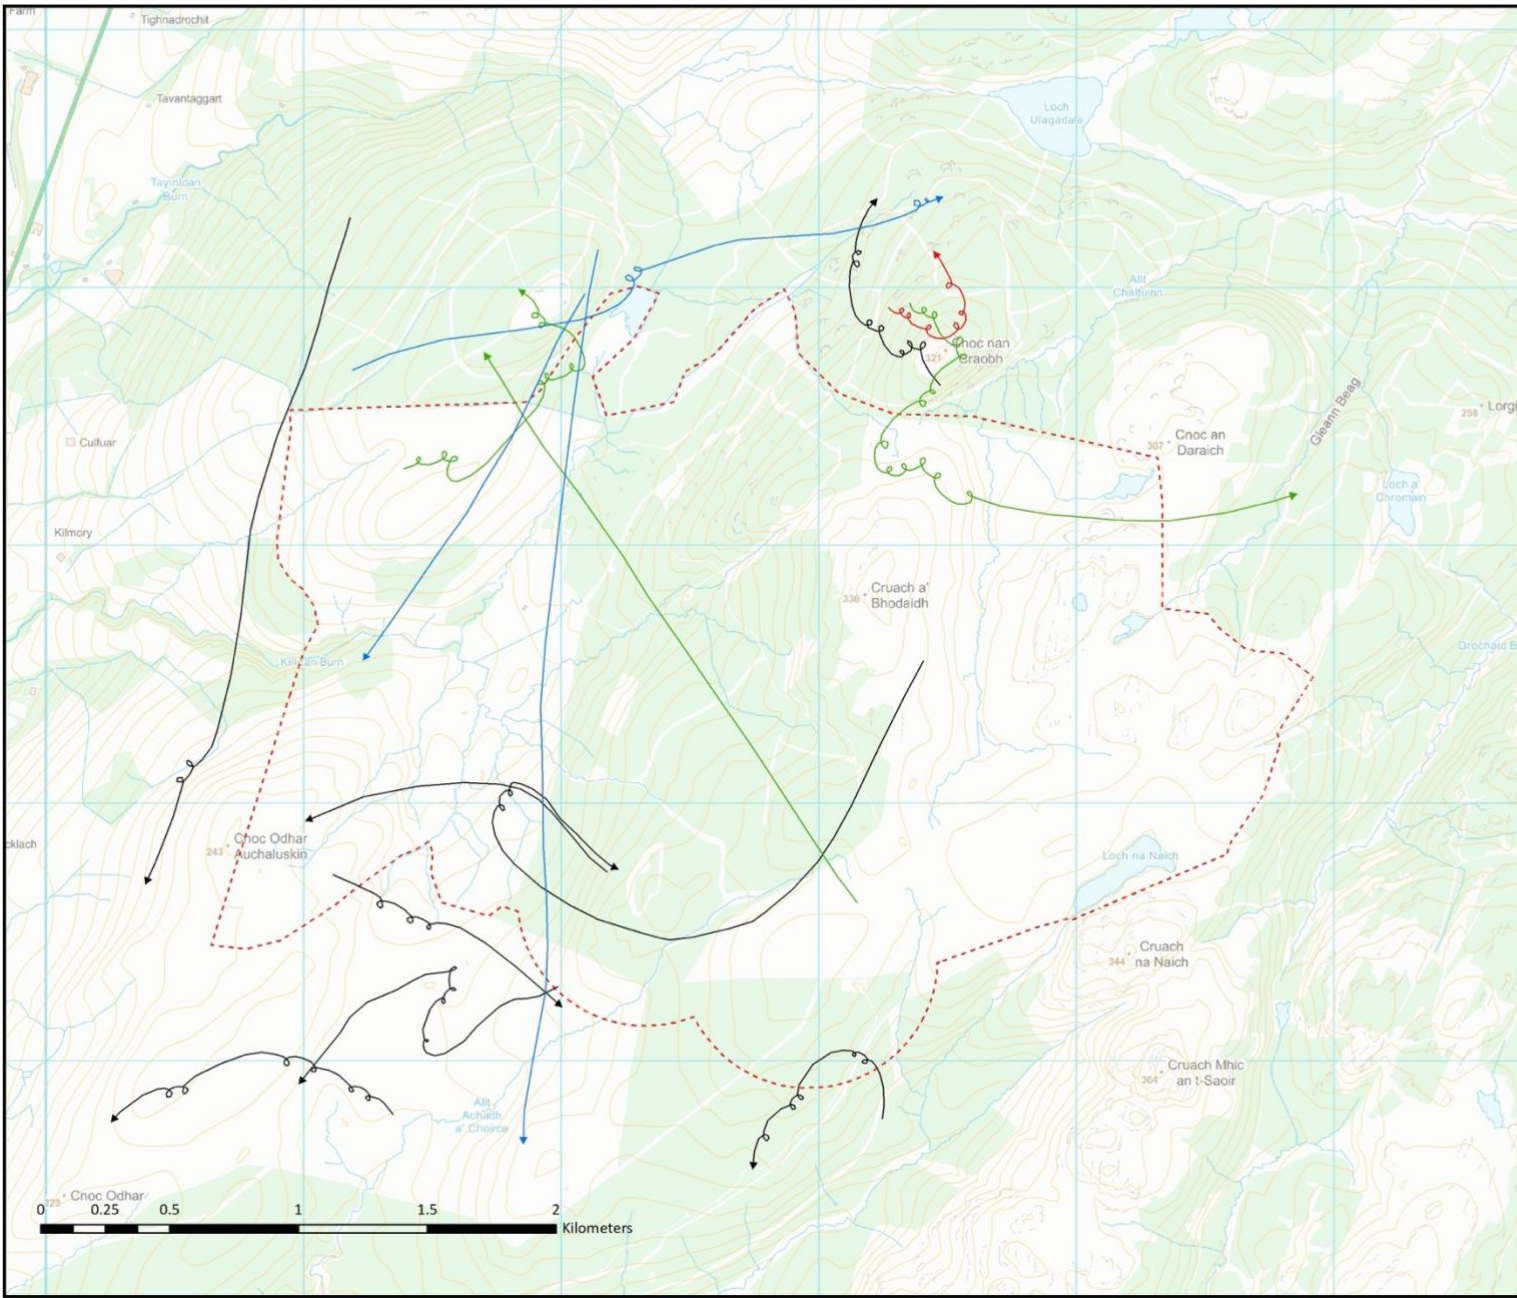 Farm
Tighnadrochit
Tavantaggart
Loch
Ulagadale
Tayinloan
Burn
Allt
Chalfuinn
321
Cnoc nan
Craobh
Gleann Beag
258
Culfuar
307
Cnoc an
Daraich
Loch a'
Chromain
Kilmory
336
Cruach a'
Bhodaidh
Killean Burn
Drochaid B
cklach
243
Cnoc Odhar
Auchaluskin
Loch na Naich
344
Cruach
na Naich
364
Cruach Mhic
an t-Saoir
Allt
Achadh
a' Choirce
223
Cnoc Odhar
0 0.25 0.5 1 1.5 2
Kilometers